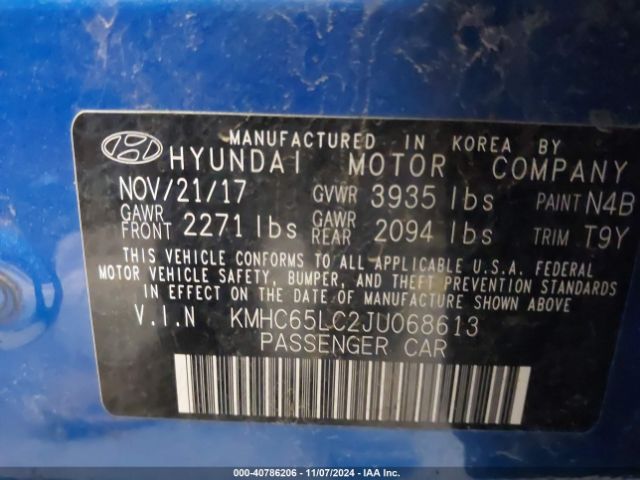 MANUFACTURED IN KOREA BY
HYUNDAI MOTOR COMPANY
NOV/21/17 GVWR 3935 lbs PAINT N4B
GAWR FRONT 2271 lbs GAWR REAR 2094 lbs TRIM T9Y
THIS VEHICLE CONFORMS TO ALL APPLICABLE U.S.A. FEDERAL
MOTOR VEHICLE SAFETY, BUMPER, AND THEFT PREVENTION STANDARDS
IN EFFECT ON THE DATE OF MANUFACTURE SHOWN ABOVE
V.I.N KMHC65LC2JU068613
PASSENGER CAR
000-40786206 - 11/07/2024 - IAA Inc.